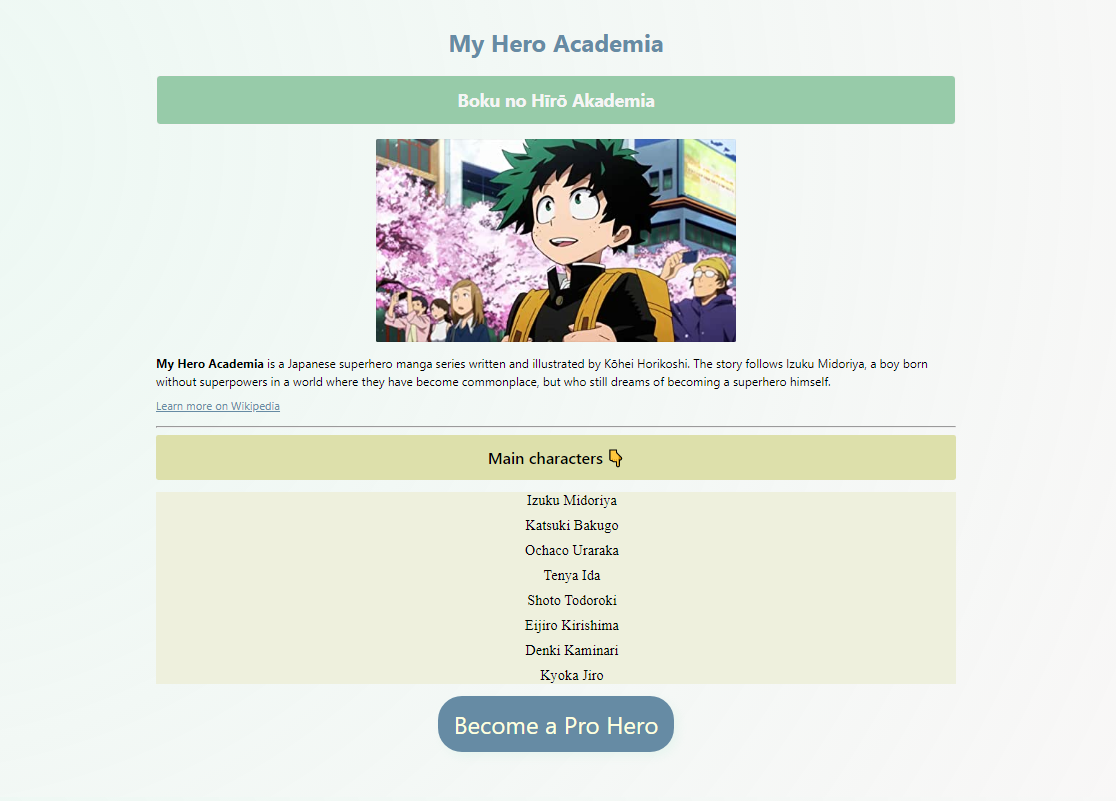 My Hero Academia
Boku no Hīrō Akademia
My Hero Academia is a Japanese superhero manga series written and illustrated by Kōhei Horikoshi. The story follows Izuku Midoriya, a boy born
without superpowers in a world where they have become commonplace, but who still dreams of becoming a superhero himself.
Learn more on Wikipedia
Main characters 👇
Izuku Midoriya
Katsuki Bakugo
Ochaco Uraraka
Tenya Ida
Shoto Todoroki
Eijiro Kirishima
Denki Kaminari
Kyoka Jiro
Become a Pro Hero